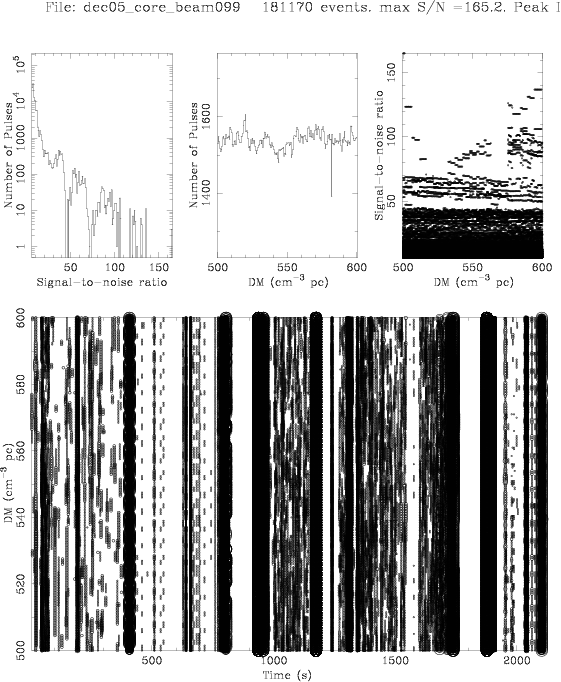 File: dec05_core_beam099 181170 events. max S/N =165.2. Peak
10⁵
10⁴
1000
100
10
1
Number of Pulses
50 100 150
Signal-to-noise ratio
1600
1400
Number of Pulses
500 550 600
DM (cm⁻³ pc)
150
100
50
Signal-to-noise ratio
500 550 600
DM (cm⁻³ pc)
600
580
560
540
520
500
DM (cm⁻³ pc)
500 1000 1500 2000
Time (s)